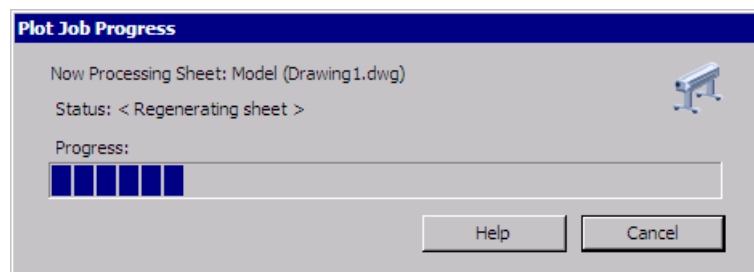 Plot Job Progress
Now Processing Sheet: Model (Drawing1.dwg)
Status: < Regenerating sheet >
Progress:
Help
Cancel